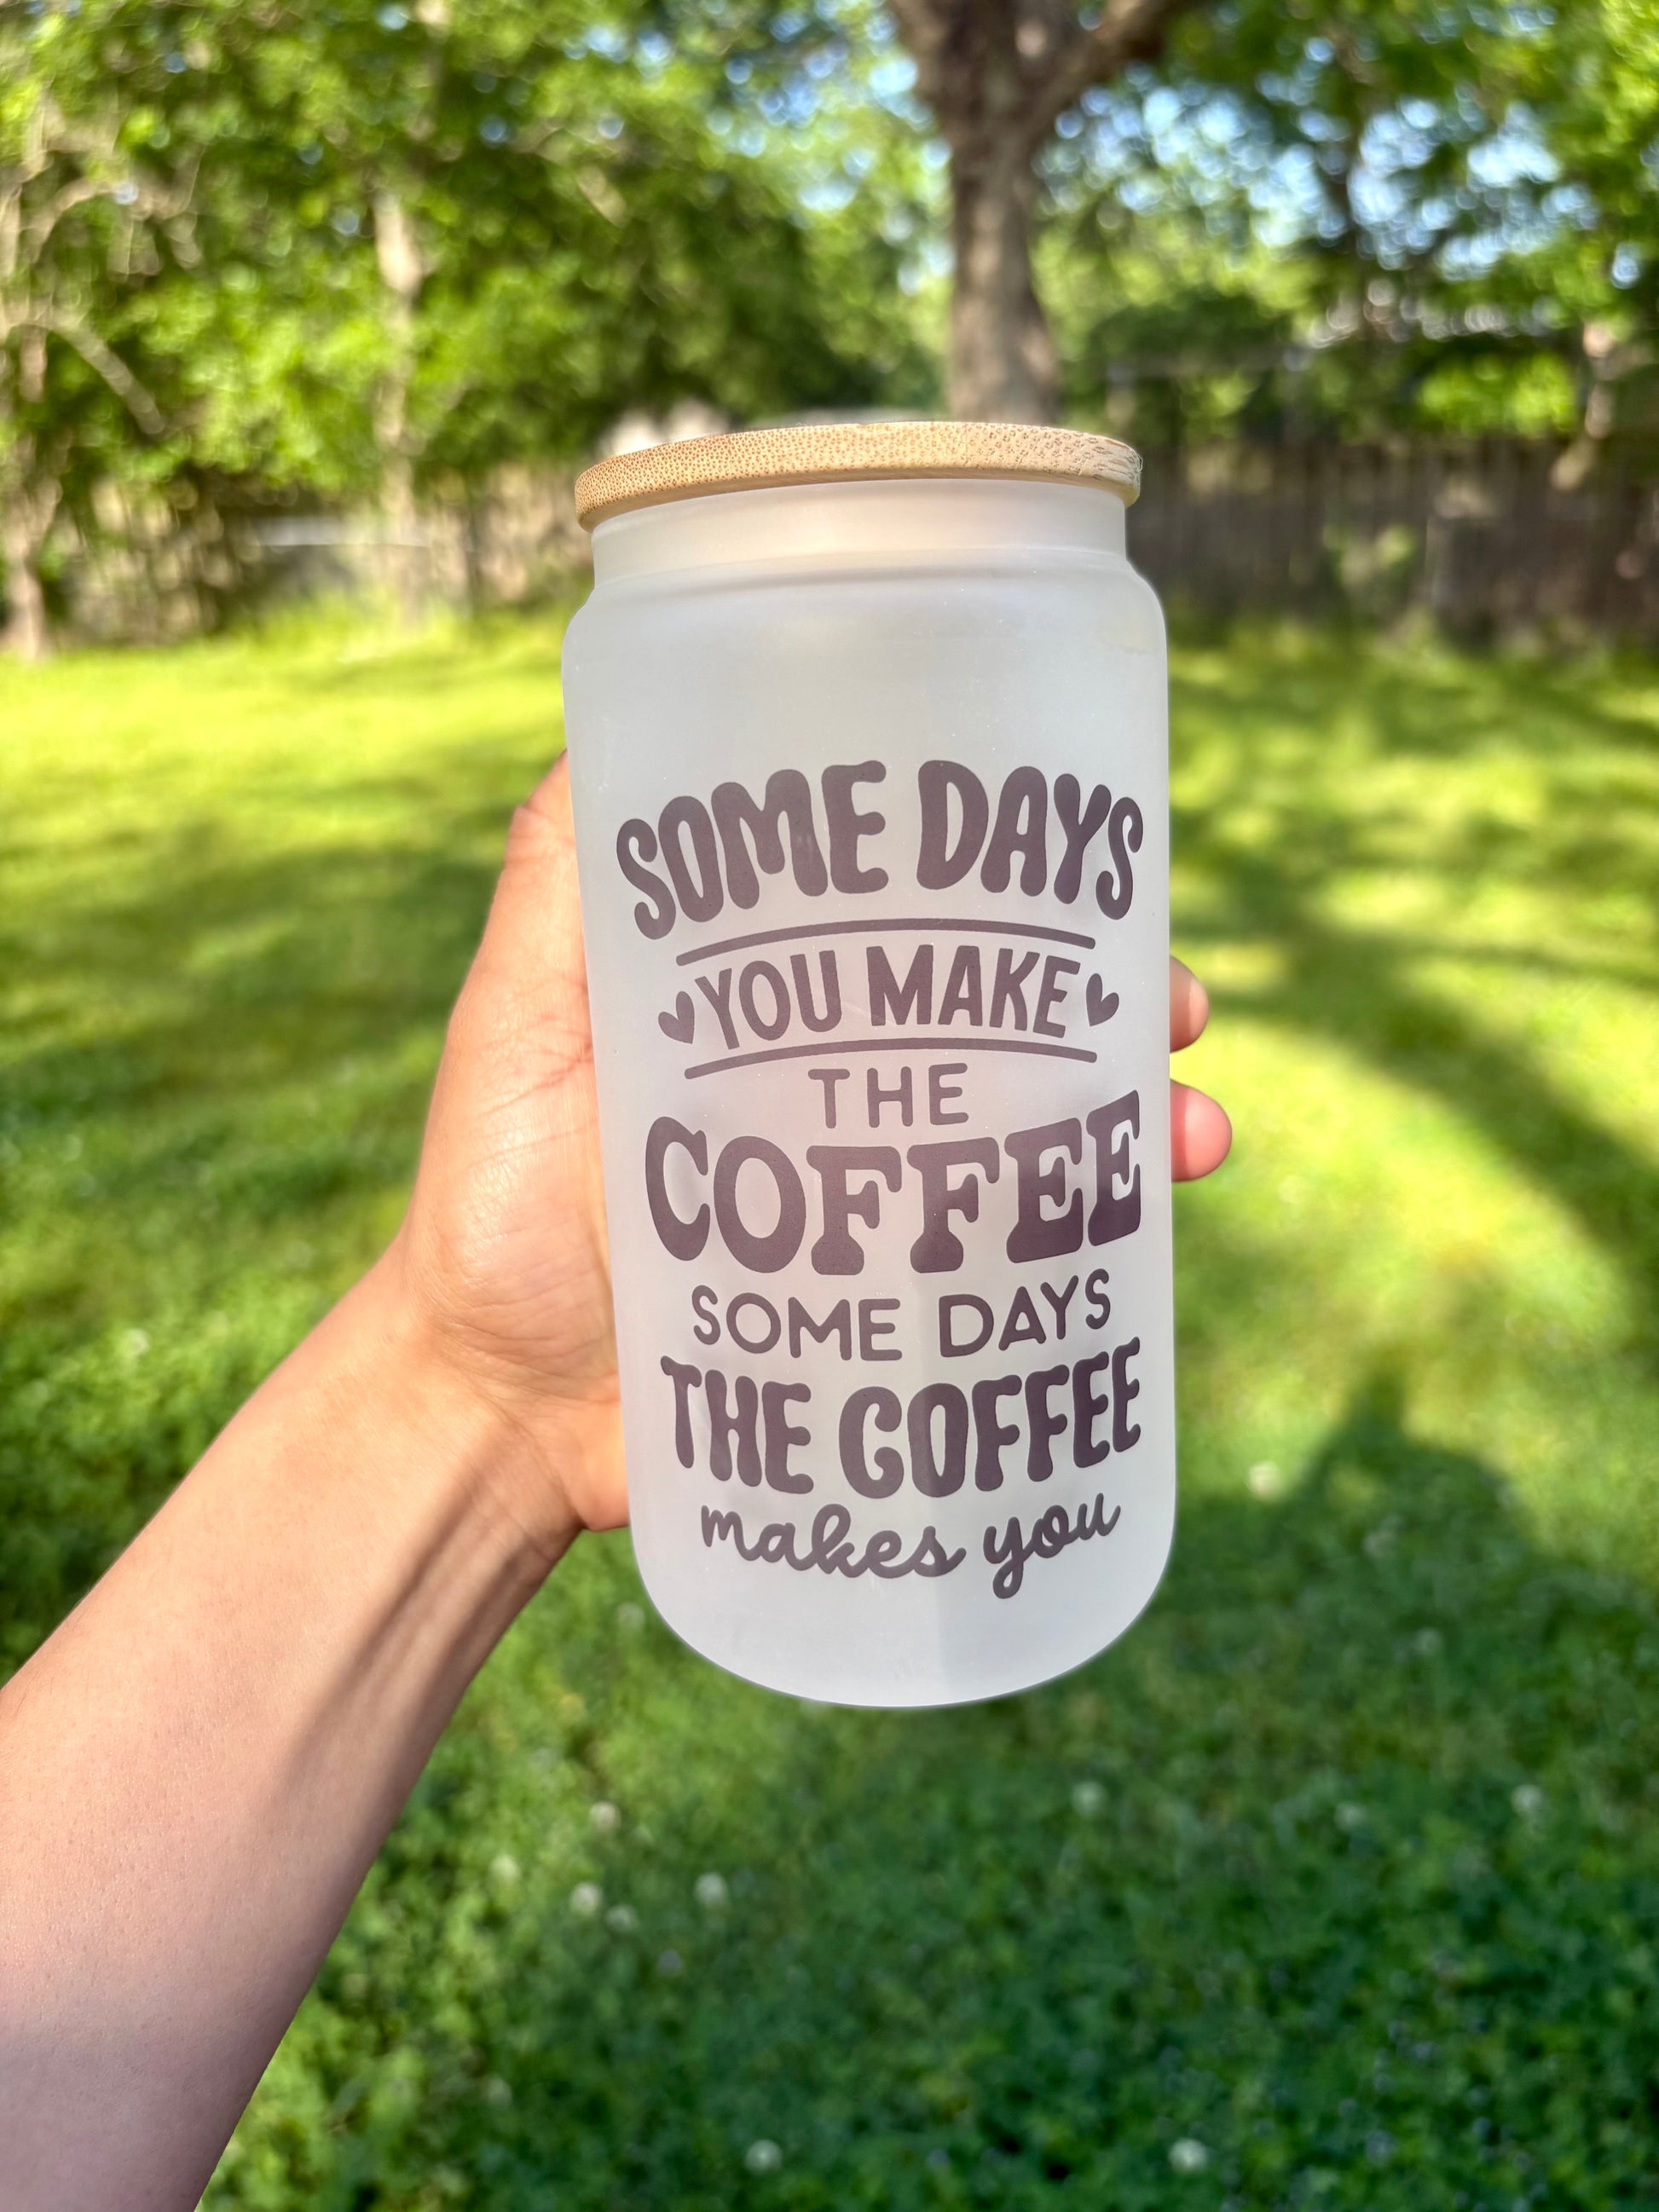 SOME DAYS
YOU MAKE
THE
COFFEE
SOME DAYS
THE COFFEE
makes you